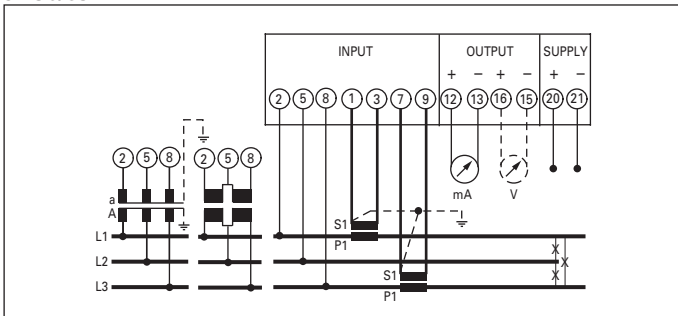 INPUT OUTPUT SUPPLY
+ − + − + −
2 5 8 1 3 7 9 12 13 16 15 20 21
2 5 8 2 5 8
mA V
a
A
S1
L1
P1
L2
S1
L3
P1
X
X
X